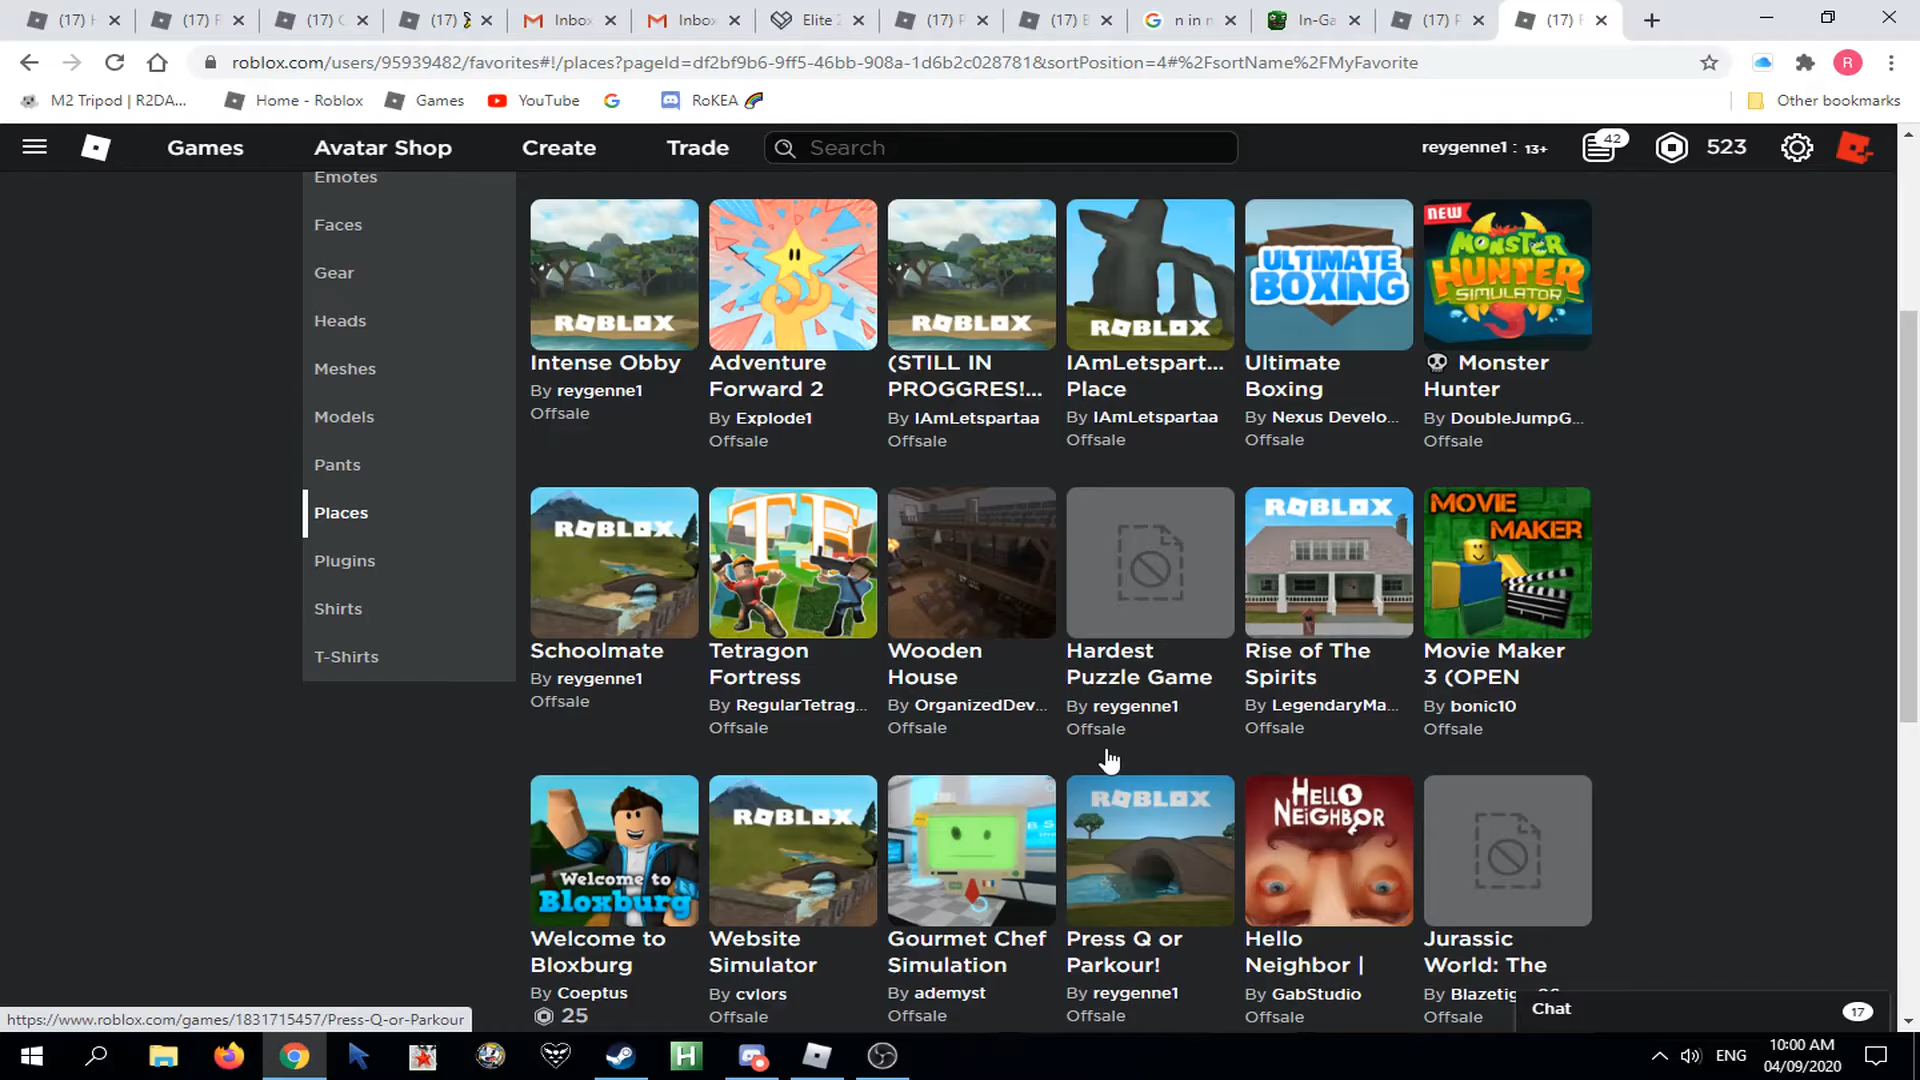 (17) H
(17) F
(17) C
(17)
Inbo
Inbo
Elite 2
(17) F
(17) E
n in n
In-Ga
(17) F
(17) F
roblox.com/users/95939482/favorites#!/places?pageId=df2bf9b6-9ff5-46bb-908a-1d6b2c028781&sortPosition=4#%2FsortName%2FMyFavorite
R
M2 Tripod | R2DA...
Home - Roblox
Games
YouTube
RoKEA 🌈
Other bookmarks
Games
Avatar Shop
Create
Trade
Search
reygenne1 : 13+
42
523
Emotes
Faces
Gear
Heads
Meshes
Models
Pants
Places
Plugins
Shirts
T-Shirts
ROBLOX
ROBLOX
ROBLOX
ULTIMATE
BOXING
NEW
MONSTER
HUNTER
SIMULATOR
Intense Obby
By reygenne1
Offsale
Adventure
Forward 2
By Explode1
Offsale
(STILL IN
PROGGRES!...
By IAmLetspartaa
Offsale
IAmLetspart...
Place
By IAmLetspartaa
Offsale
Ultimate
Boxing
By Nexus Develo...
Offsale
💀 Monster
Hunter
By DoubleJumpG...
Offsale
ROBLOX
TF
ROBLOX
MOVIE
MAKER
Schoolmate
By reygenne1
Offsale
Tetragon
Fortress
By RegularTetrag...
Offsale
Wooden
House
By OrganizedDev...
Offsale
Hardest
Puzzle Game
By reygenne1
Offsale
Rise of The
Spirits
By LegendaryMa...
Offsale
Movie Maker
3 (OPEN
By bonic10
Offsale
Welcome to
Bloxburg
ROBLOX
ROBLOX
HELLO
NEIGHBOR
Welcome to
Bloxburg
By Coeptus
25
Website
Simulator
By cvlors
Offsale
Gourmet Chef
Simulation
By ademyst
Offsale
Press Q or
Parkour!
By reygenne1
Offsale
Hello
Neighbor |
By GabStudio
Offsale
Jurassic
World: The
Offsale
Chat
17
https://www.roblox.com/games/1831715457/Press-Q-or-Parkour
H
ENG
10:00 AM
04/09/2020